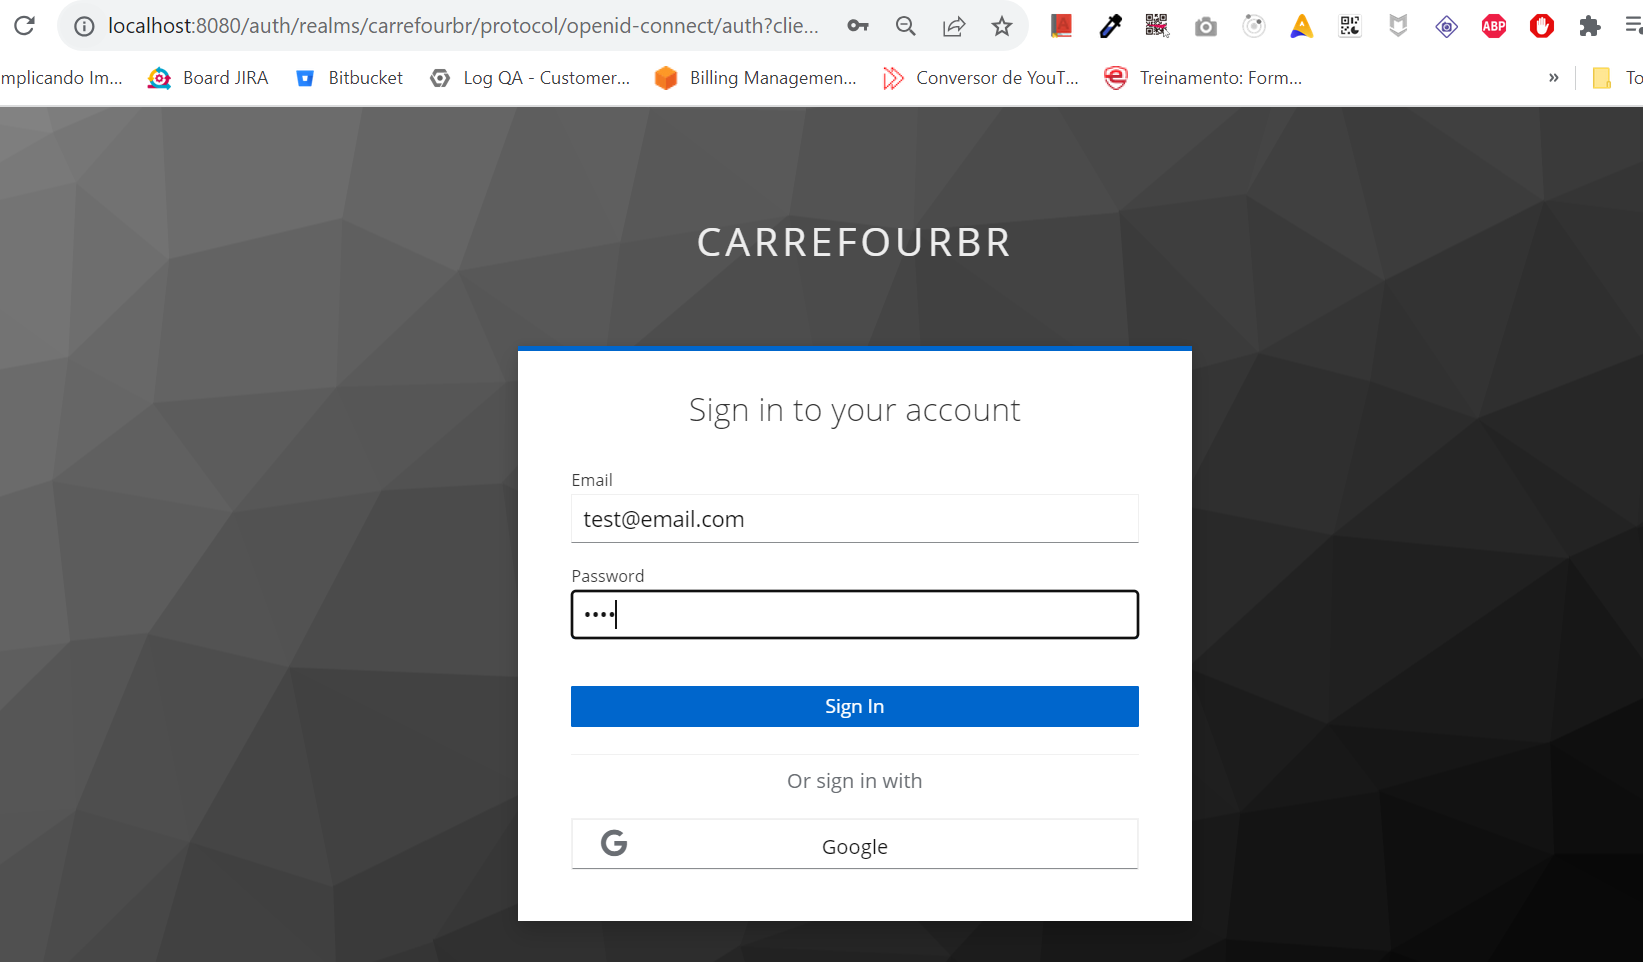 localhost:8080/auth/realms/carrefourbr/protocol/openid-connect/auth?clie...
ABP
mplicando Im... Board JIRA Bitbucket Log QA - Customer... Billing Managemen... Conversor de YouT... Treinamento: Form... » To
CARREFOURBR
Sign in to your account
Email
test@email.com
Password
••••
Sign In
Or sign in with
G Google